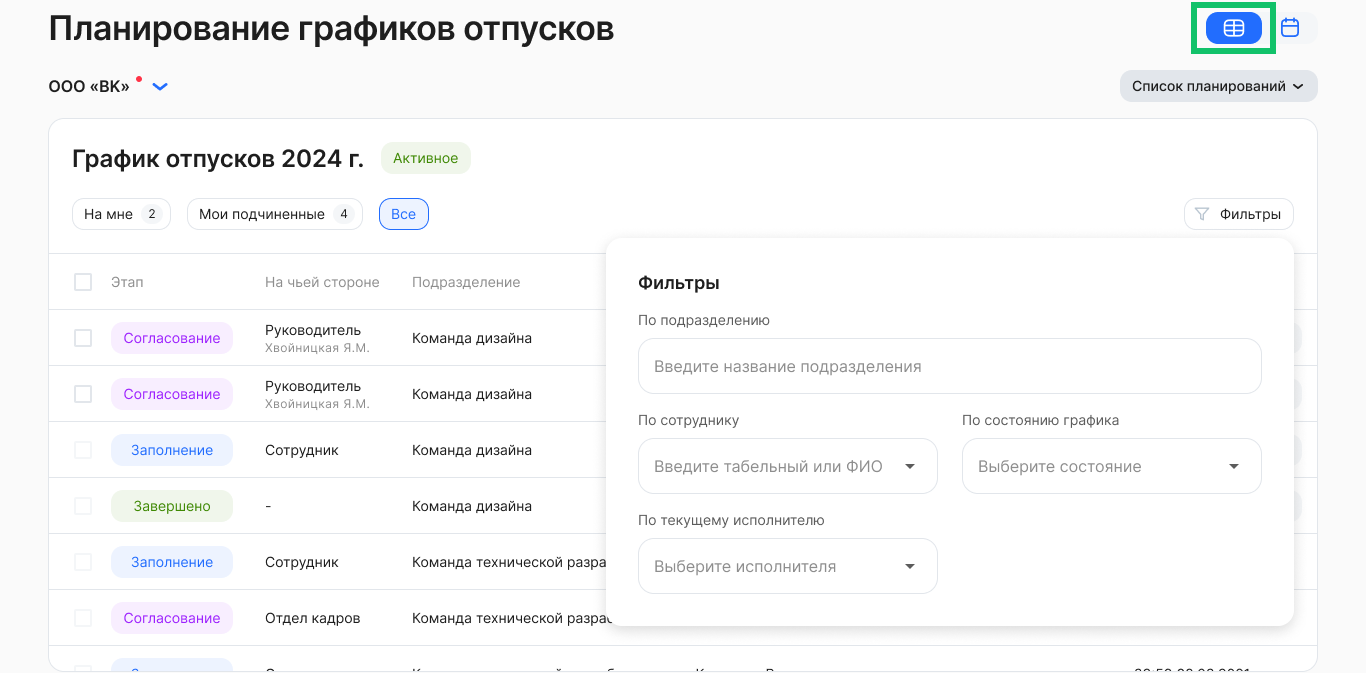 Планирование графиков отпусков
ООО «ВК»
Список планирований
График отпусков 2024 г. Активное
На мне 2 Мои подчиненные 4 Все Фильтры
Этап На чьей стороне Подразделение
Согласование Руководитель Команда дизайна
Хвойницкая Я.М.
Согласование Руководитель Команда дизайна
Хвойницкая Я.М.
Заполнение Сотрудник Команда дизайна
Завершено - Команда дизайна
Заполнение Сотрудник Команда технической разра
Согласование Отдел кадров Команда технической разрас
Фильтры
По подразделению
Введите название подразделения
По сотруднику По состоянию графика
Введите табельный или ФИО Выберите состояние
По текущему исполнителю
Выберите исполнителя